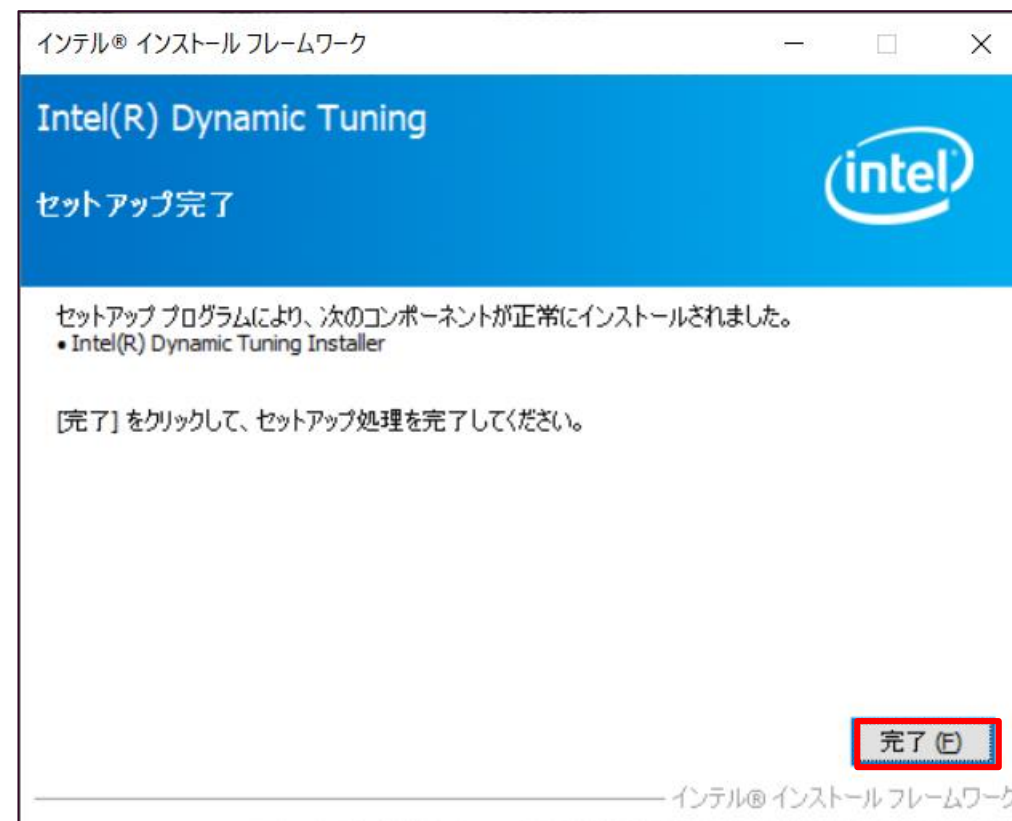 インテル® インストール フレームワーク
Intel(R) Dynamic Tuning
intel
セットアップ完了
セットアップ プログラムにより、次のコンポーネントが正常にインストールされました。
• Intel(R) Dynamic Tuning Installer
[完了] をクリックして、セットアップ処理を完了してください。
完了 (F)
インテル® インストール フレームワーク